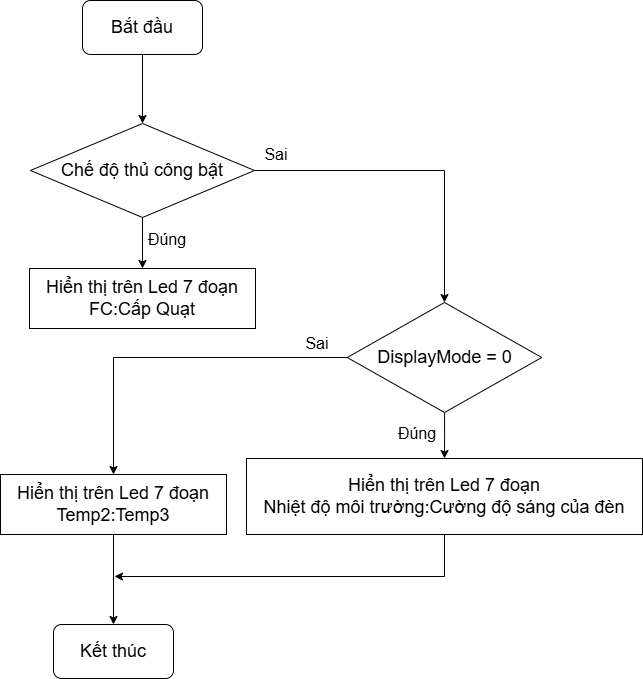 Bắt đầu
Chế độ thủ công bật
Sai
Đúng
Hiển thị trên Led 7 đoạn
FC:Cấp Quạt
DisplayMode = 0
Sai
Đúng
Hiển thị trên Led 7 đoạn
Temp2:Temp3
Hiển thị trên Led 7 đoạn
Nhiệt độ môi trường:Cường độ sáng của đèn
Kết thúc